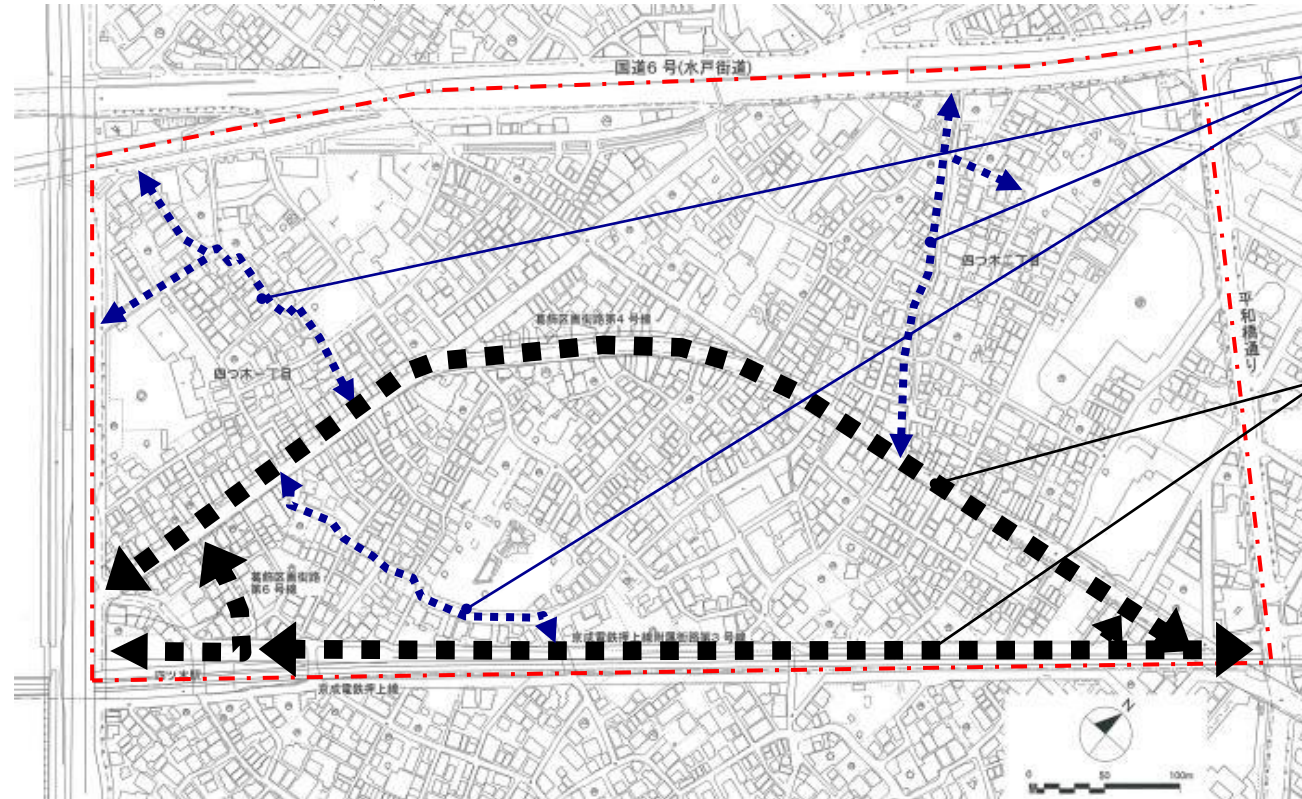 国道6号(水戸街道)
四つ木二丁目
平和橋通り
葛飾区画街路第4号線
四つ木一丁目
葛飾区画街路
第6号線
京成電鉄押上線附属街路第3号線
四ツ木駅
京成電鉄押上線
N
0 50 100m